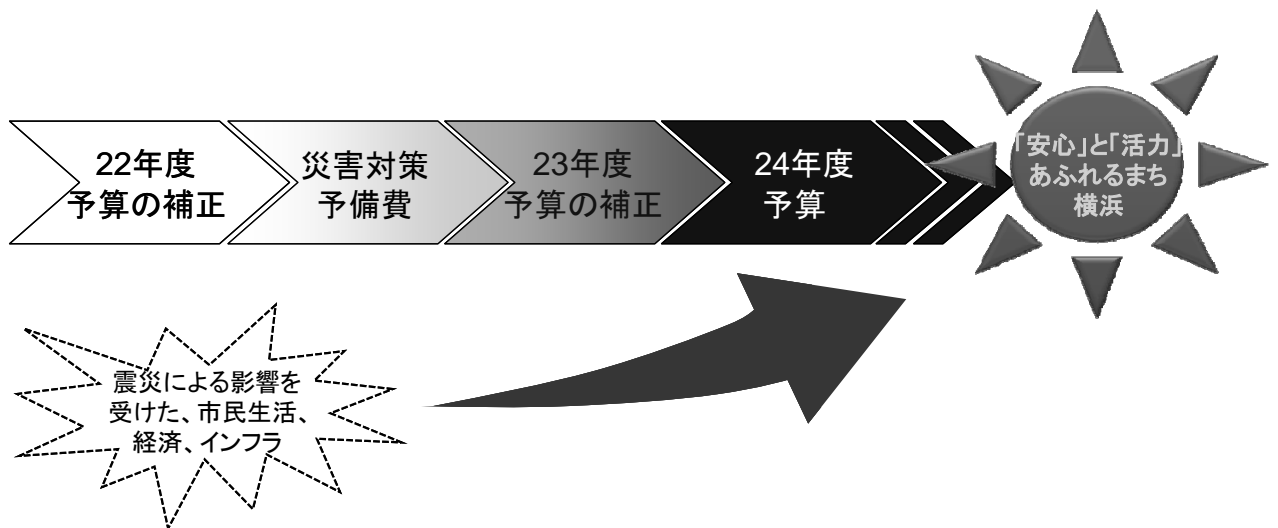 22年度
予算の補正
災害対策
予備費
23年度
予算の補正
24年度
予算
「安心」と「活力」
あふれるまち
横浜
震災による影響を
受けた、市民生活、
経済、インフラ